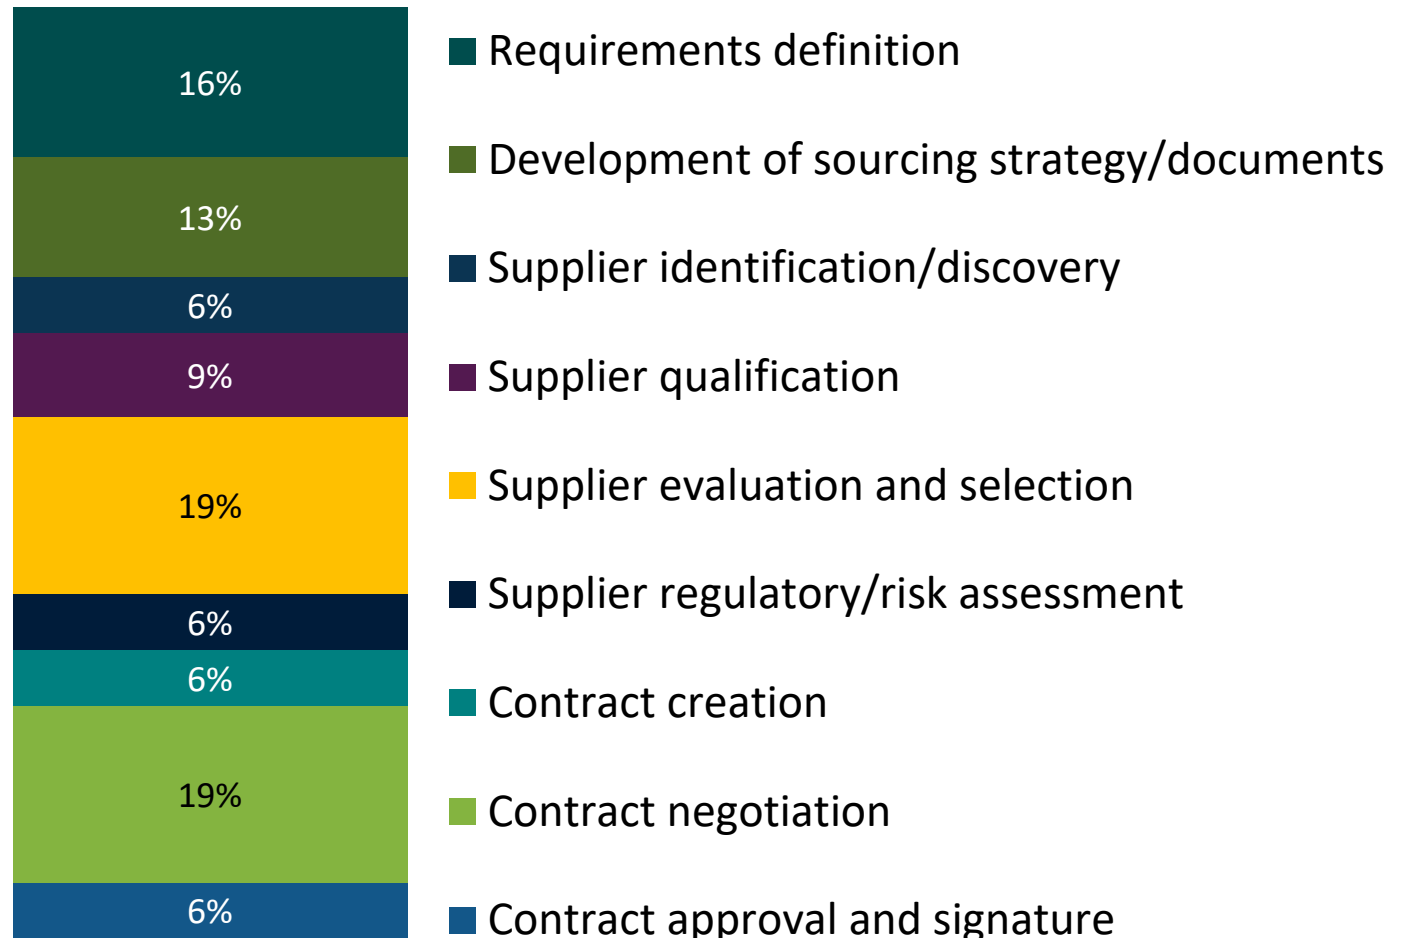 16%
13%
6%
9%
19%
6%
6%
19%
6%
Requirements definition
Development of sourcing strategy/documents
Supplier identification/discovery
Supplier qualification
Supplier evaluation and selection
Supplier regulatory/risk assessment
Contract creation
Contract negotiation
Contract approval and signature